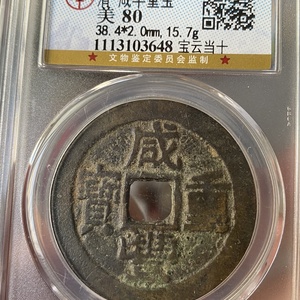 清 咸丰重宝
美 80
38.4*2.0mm,15.7g
1113103648 宝云当十
文物鉴定委员会监制
咸
寶 重
豐